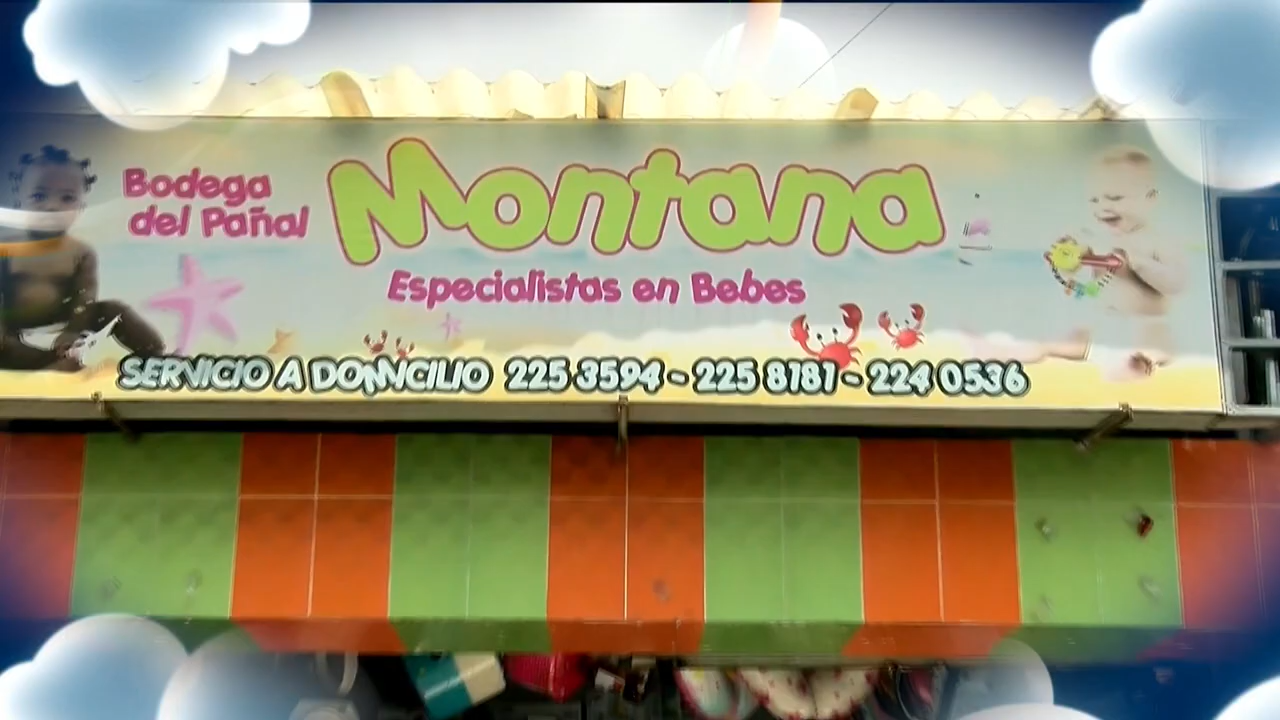 Bodega
del Pañal
Montana
Especialistas en Bebes
SERVICIO A DOMICILIO 225 3594 - 225 8181 - 224 0536